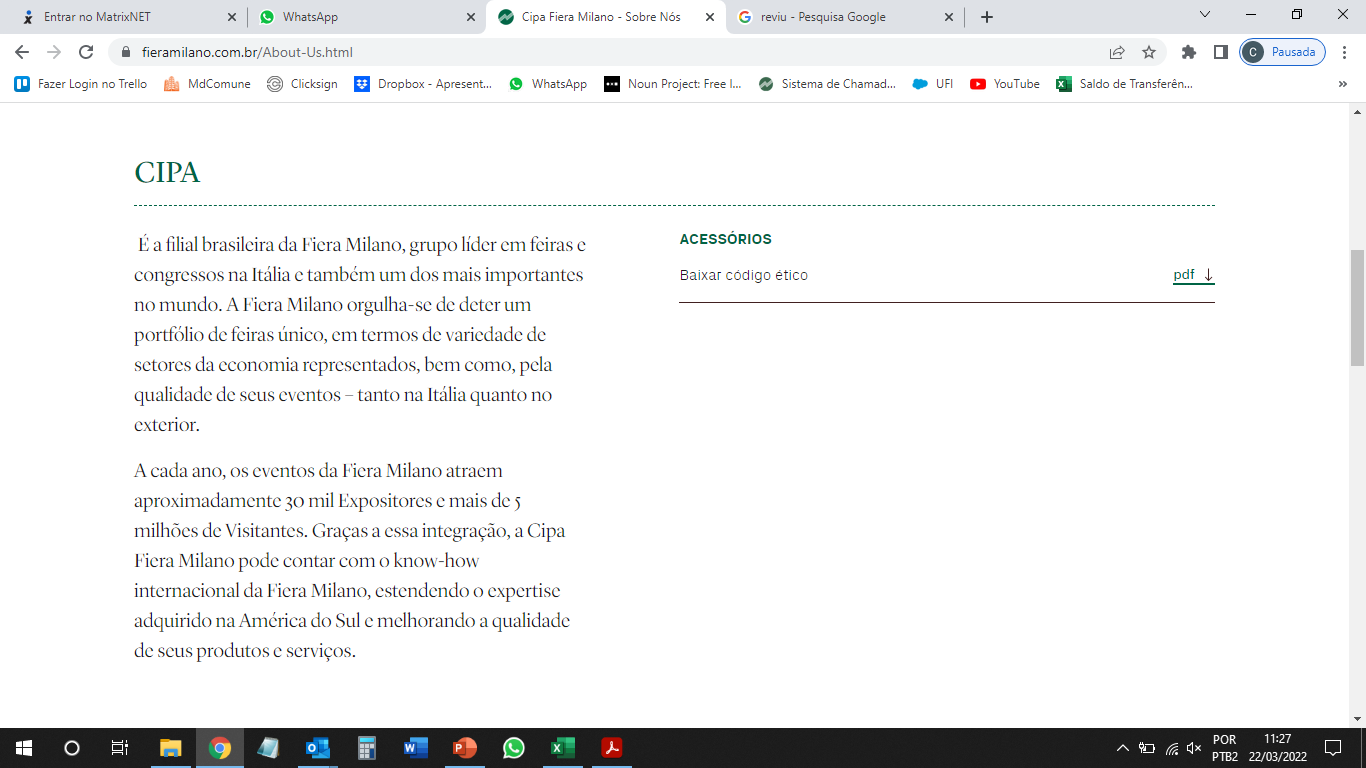 Entrar no MatrixNET
WhatsApp
Cipa Fiera Milano - Sobre Nós
reviu - Pesquisa Google
fieramilano.com.br/About-Us.html
C Pausada
Fazer Login no Trello
MdComune
Clicksign
Dropbox - Apresent...
WhatsApp
Noun Project: Free I...
Sistema de Chamad...
UFI
YouTube
Saldo de Transferên...
»
CIPA
É a filial brasileira da Fiera Milano, grupo líder em feiras e
congressos na Itália e também um dos mais importantes
no mundo. A Fiera Milano orgulha-se de deter um
portfólio de feiras único, em termos de variedade de
setores da economia representados, bem como, pela
qualidade de seus eventos – tanto na Itália quanto no
exterior.
A cada ano, os eventos da Fiera Milano atraem
aproximadamente 30 mil Expositores e mais de 5
milhões de Visitantes. Graças a essa integração, a Cipa
Fiera Milano pode contar com o know-how
internacional da Fiera Milano, estendendo o expertise
adquirido na América do Sul e melhorando a qualidade
de seus produtos e serviços.
ACESSÓRIOS
Baixar código ético
pdf ↓
POR
PTB2
11:27
22/03/2022